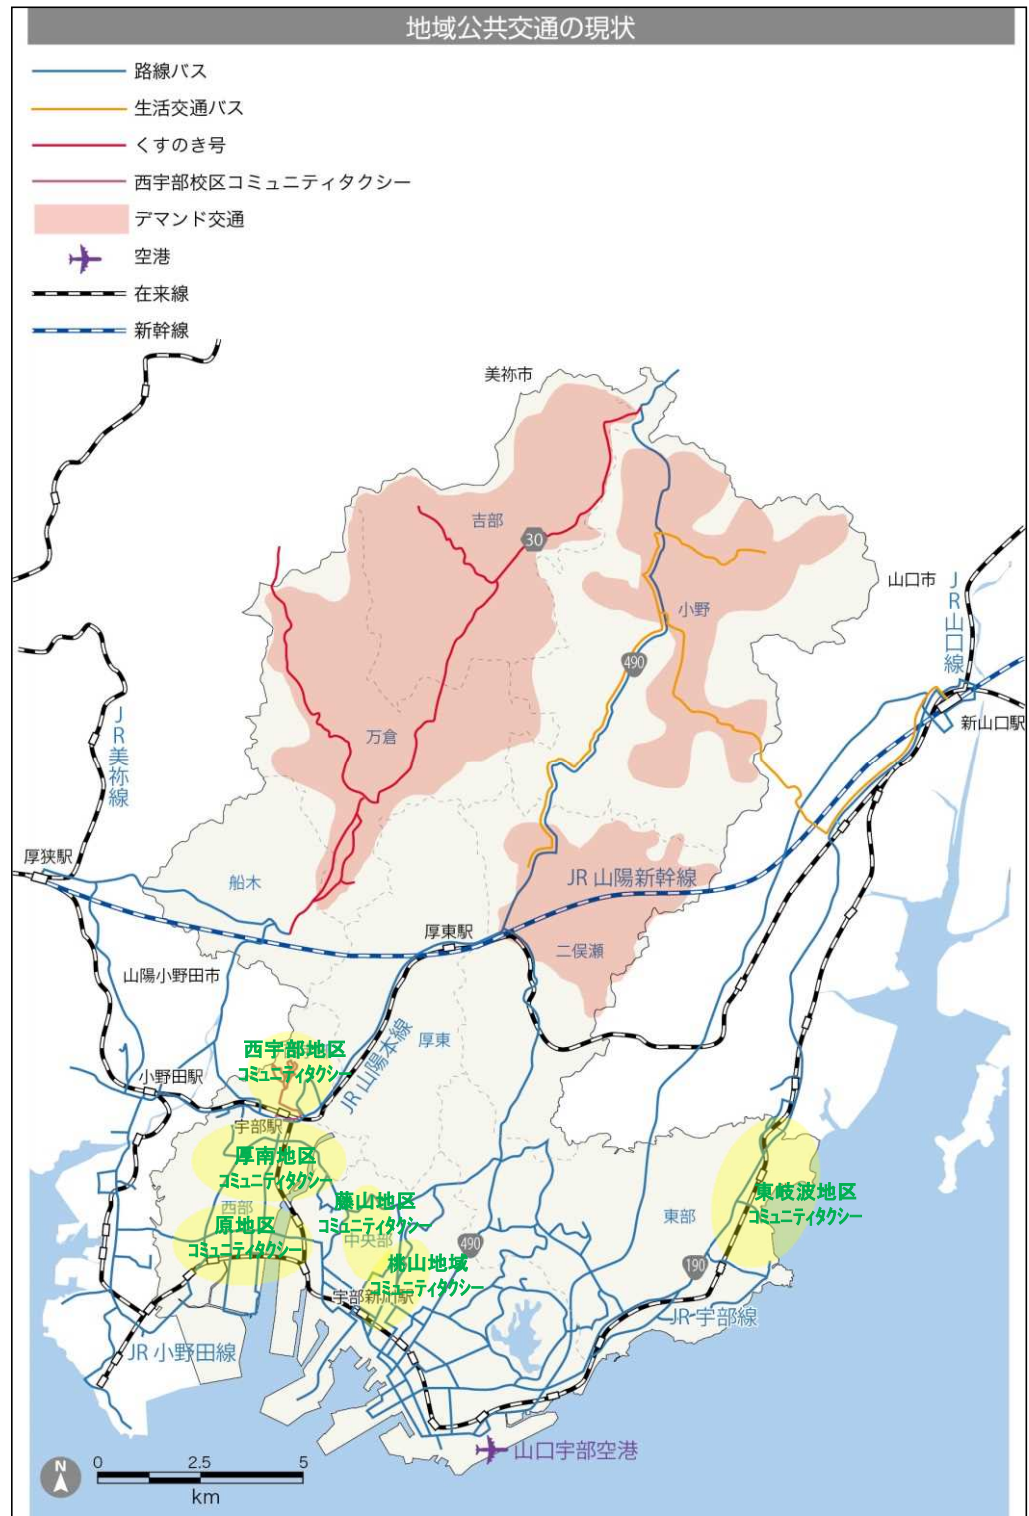 地域公共交通の現状
路線バス
生活交通バス
くすのき号
西宇部校区コミュニティタクシー
デマンド交通
空港
在来線
新幹線
美祢市
吉部
30
山口市
JR山口線
小野
490
新山口駅
JR美祢線
万倉
厚狭駅
船木
JR 山陽新幹線
厚東駅
二俣瀬
山陽小野田市
JR 山陽本線
厚東
西宇部地区
コミュニティタクシー
小野田駅
宇部駅
厚南地区
コミュニティタクシー
藤山地区
コミュニティタクシー
東岐波地区
コミュニティタクシー
西部
原地区
コミュニティタクシー
中央部
東部
490
桃山地域
コミュニティタクシー
190
宇部新川駅
JR 宇部線
JR 小野田線
山口宇部空港
N
0 2.5 5
km